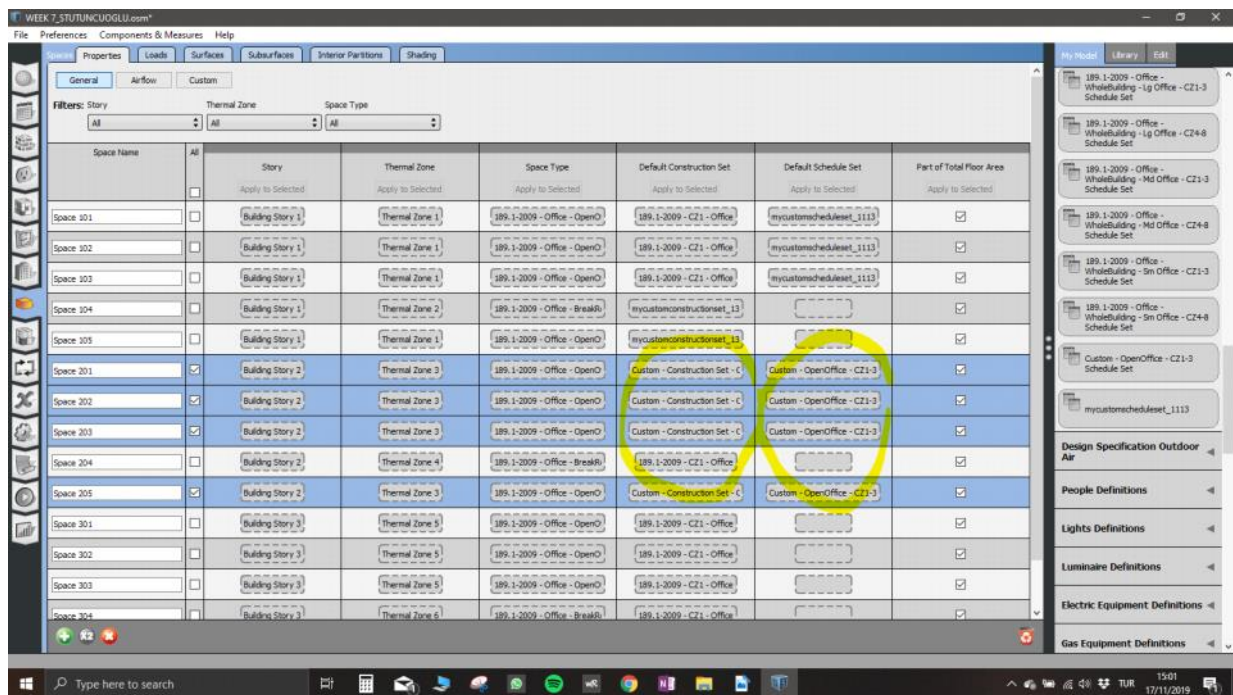 WEEK 7_STUTUNCUOGLU.osm*
File Preferences Components & Measures Help
Spaces Properties Loads Surfaces Subsurfaces Interior Partitions Shading
My Model Library Edit
General Airflow Custom
Filters: Story Thermal Zone Space Type
All All All
Space Name All Story Thermal Zone Space Type Default Construction Set Default Schedule Set Part of Total Floor Area
Apply to Selected Apply to Selected Apply to Selected Apply to Selected Apply to Selected Apply to Selected
Space 101 Building Story 1 Thermal Zone 1 189.1-2009 - Office - OpenO 189.1-2009 - CZ1 - Office mycustomscheduleset_1113
Space 102 Building Story 1 Thermal Zone 1 189.1-2009 - Office - OpenO 189.1-2009 - CZ1 - Office mycustomscheduleset_1113
Space 103 Building Story 1 Thermal Zone 1 189.1-2009 - Office - OpenO 189.1-2009 - CZ1 - Office mycustomscheduleset_1113
Space 104 Building Story 1 Thermal Zone 2 189.1-2009 - Office - BreakR mycustomconstructionset_13
Space 105 Building Story 1 Thermal Zone 1 189.1-2009 - Office - OpenO mycustomconstructionset_13
Space 201 Building Story 2 Thermal Zone 3 189.1-2009 - Office - OpenO Custom - Construction Set - C Custom - OpenOffice - CZ1-3
Space 202 Building Story 2 Thermal Zone 3 189.1-2009 - Office - OpenO Custom - Construction Set - C Custom - OpenOffice - CZ1-3
Space 203 Building Story 2 Thermal Zone 3 189.1-2009 - Office - OpenO Custom - Construction Set - C Custom - OpenOffice - CZ1-3
Space 204 Building Story 2 Thermal Zone 4 189.1-2009 - Office - BreakR 189.1-2009 - CZ1 - Office
Space 205 Building Story 2 Thermal Zone 3 189.1-2009 - Office - OpenO Custom - Construction Set - C Custom - OpenOffice - CZ1-3
Space 301 Building Story 3 Thermal Zone 5 189.1-2009 - Office - OpenO 189.1-2009 - CZ1 - Office
Space 302 Building Story 3 Thermal Zone 5 189.1-2009 - Office - OpenO 189.1-2009 - CZ1 - Office
Space 303 Building Story 3 Thermal Zone 5 189.1-2009 - Office - OpenO 189.1-2009 - CZ1 - Office
Space 304 Building Story 3 Thermal Zone 6 189.1-2009 - Office - BreakR 189.1-2009 - CZ1 - Office
189.1-2009 - Office -
WholeBuilding - Lg Office - CZ1-3
Schedule Set
189.1-2009 - Office -
WholeBuilding - Lg Office - CZ4-8
Schedule Set
189.1-2009 - Office -
WholeBuilding - Md Office - CZ1-3
Schedule Set
189.1-2009 - Office -
WholeBuilding - Md Office - CZ4-8
Schedule Set
189.1-2009 - Office -
WholeBuilding - Sm Office - CZ1-3
Schedule Set
189.1-2009 - Office -
WholeBuilding - Sm Office - CZ4-8
Schedule Set
Custom - OpenOffice - CZ1-3
Schedule Set
mycustomscheduleset_1113
Design Specification Outdoor
Air
People Definitions
Lights Definitions
Luminaire Definitions
Electric Equipment Definitions
Gas Equipment Definitions
Type here to search
TUR
15:01
17/11/2019